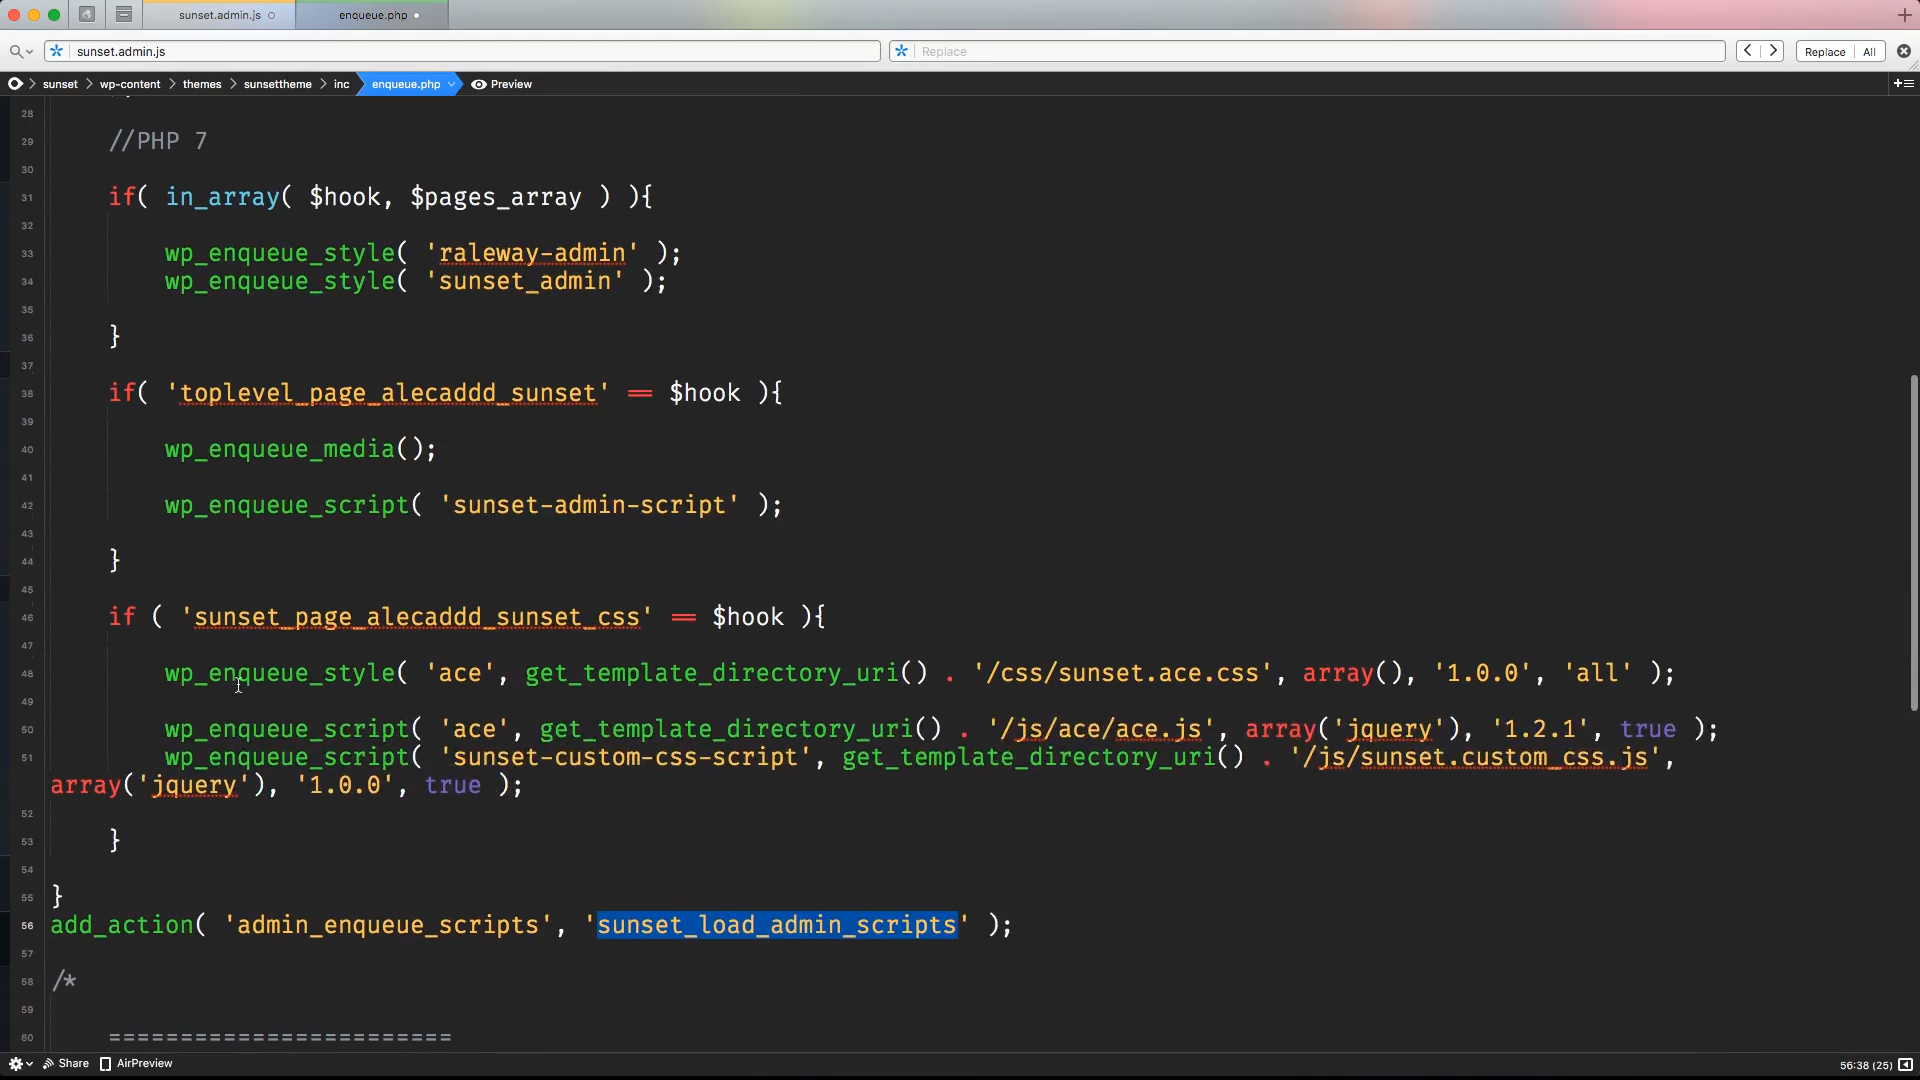 sunset.admin.js
enqueue.php
sunset.admin.js
Replace
Replace
All
sunset
wp-content
themes
sunsettheme
inc
enqueue.php
Preview
28
29 //PHP 7
30
31 if( in_array( $hook, $pages_array ) ){
32
33 wp_enqueue_style( 'raleway-admin' );
34 wp_enqueue_style( 'sunset_admin' );
35
36 }
37
38 if( 'toplevel_page_alecaddd_sunset' == $hook ){
39
40 wp_enqueue_media();
41
42 wp_enqueue_script( 'sunset-admin-script' );
43
44 }
45
46 if ( 'sunset_page_alecaddd_sunset_css' == $hook ){
47
48 wp_enqueue_style( 'ace', get_template_directory_uri() . '/css/sunset.ace.css', array(), '1.0.0', 'all' );
49
50 wp_enqueue_script( 'ace', get_template_directory_uri() . '/js/ace/ace.js', array('jquery'), '1.2.1', true );
51 wp_enqueue_script( 'sunset-custom-css-script', get_template_directory_uri() . '/js/sunset.custom_css.js',
array('jquery'), '1.0.0', true );
52
53 }
54
55 }
56 add_action( 'admin_enqueue_scripts', 'sunset_load_admin_scripts' );
57
58 /*
59
60 ========================
Share
AirPreview
56:38 (25)